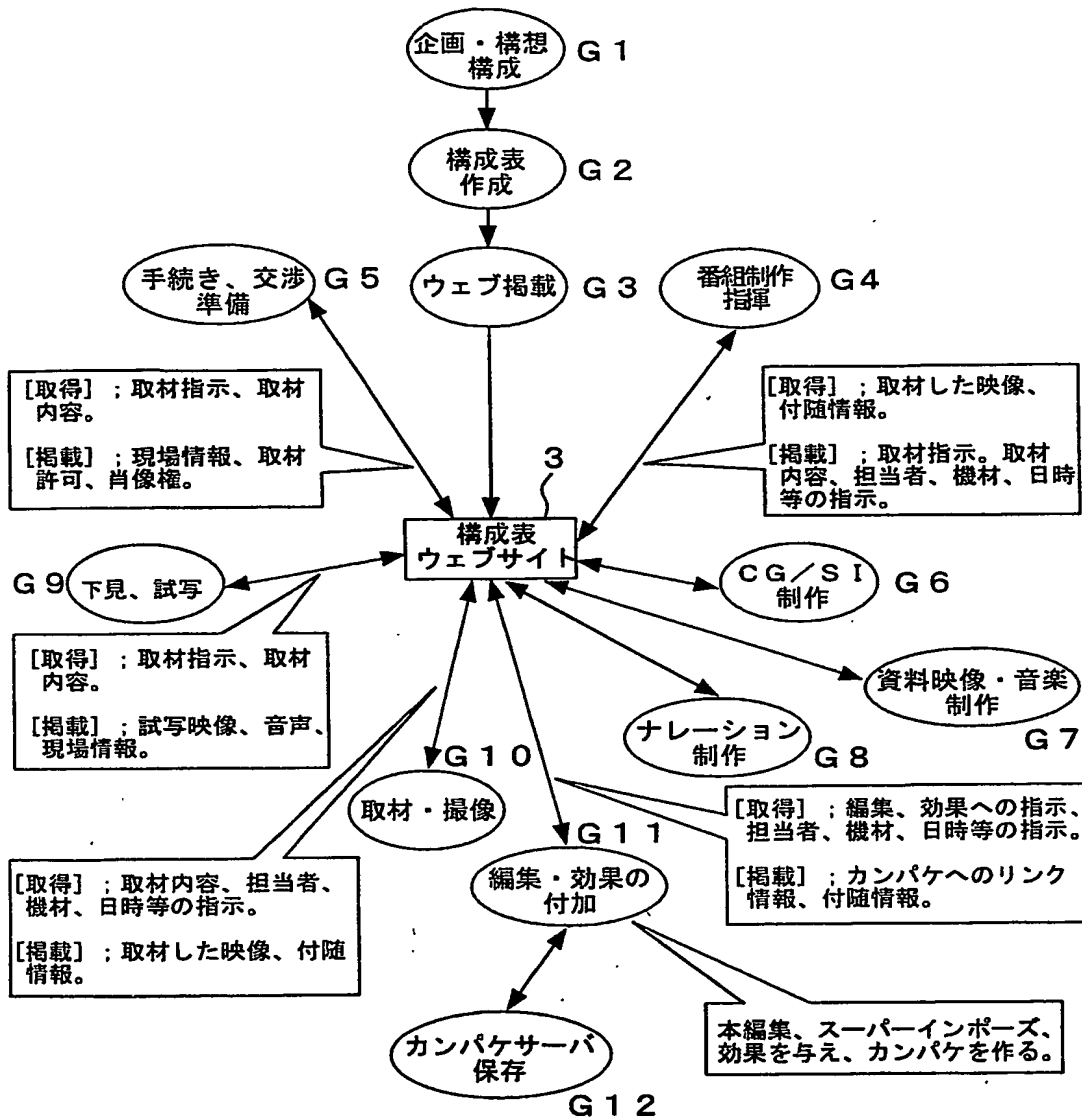 企画・構想
構成
G1
構成表
作成
G2
ウェブ掲載
G3
手続き、交渉
準備
G5
番組制作
指揮
G4
[取得]；取材指示、取材
内容。
[掲載]；現場情報、取材
許可、肖像権。
[取得]；取材した映像、
付随情報。
[掲載]；取材指示。取材
内容、担当者、機材、日時
等の指示。
3
構成表
ウェブサイト
G9
下見、試写
CG／SI
制作
G6
[取得]；取材指示、取材
内容。
[掲載]；試写映像、音声、
現場情報。
資料映像・音楽
制作
G7
ナレーション
制作
G8
G10
取材・撮像
[取得]；編集、効果への指示、
担当者、機材、日時等の指示。
[掲載]；カンパケへのリンク
情報、付随情報。
G11
編集・効果の
付加
[取得]；取材内容、担当者、
機材、日時等の指示。
[掲載]；取材した映像、付随
情報。
カンパケサーバ
保存
G12
本編集、スーパーインポーズ、
効果を与え、カンパケを作る。